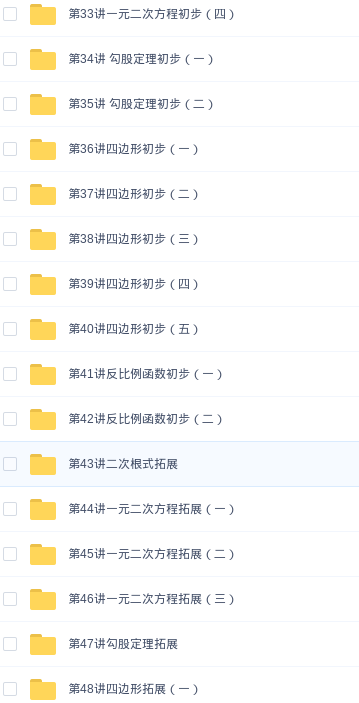 第33讲一元二次方程初步（四）
第34讲 勾股定理初步（一）
第35讲 勾股定理初步（二）
第36讲四边形初步（一）
第37讲四边形初步（二）
第38讲四边形初步（三）
第39讲四边形初步（四）
第40讲四边形初步（五）
第41讲反比例函数初步（一）
第42讲反比例函数初步（二）
第43讲二次根式拓展
第44讲一元二次方程拓展（一）
第45讲一元二次方程拓展（二）
第46讲一元二次方程拓展（三）
第47讲勾股定理拓展
第48讲四边形拓展（一）